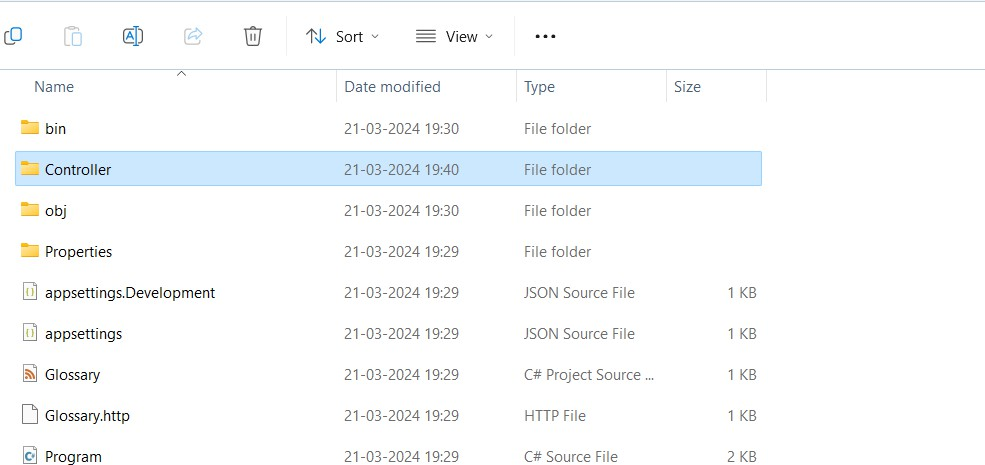 Sort View
Name Date modified Type Size
bin 21-03-2024 19:30 File folder
Controller 21-03-2024 19:40 File folder
obj 21-03-2024 19:30 File folder
Properties 21-03-2024 19:29 File folder
appsettings.Development 21-03-2024 19:29 JSON Source File 1 KB
appsettings 21-03-2024 19:29 JSON Source File 1 KB
Glossary 21-03-2024 19:29 C# Project Source ... 1 KB
Glossary.http 21-03-2024 19:29 HTTP File 1 KB
Program 21-03-2024 19:29 C# Source File 2 KB